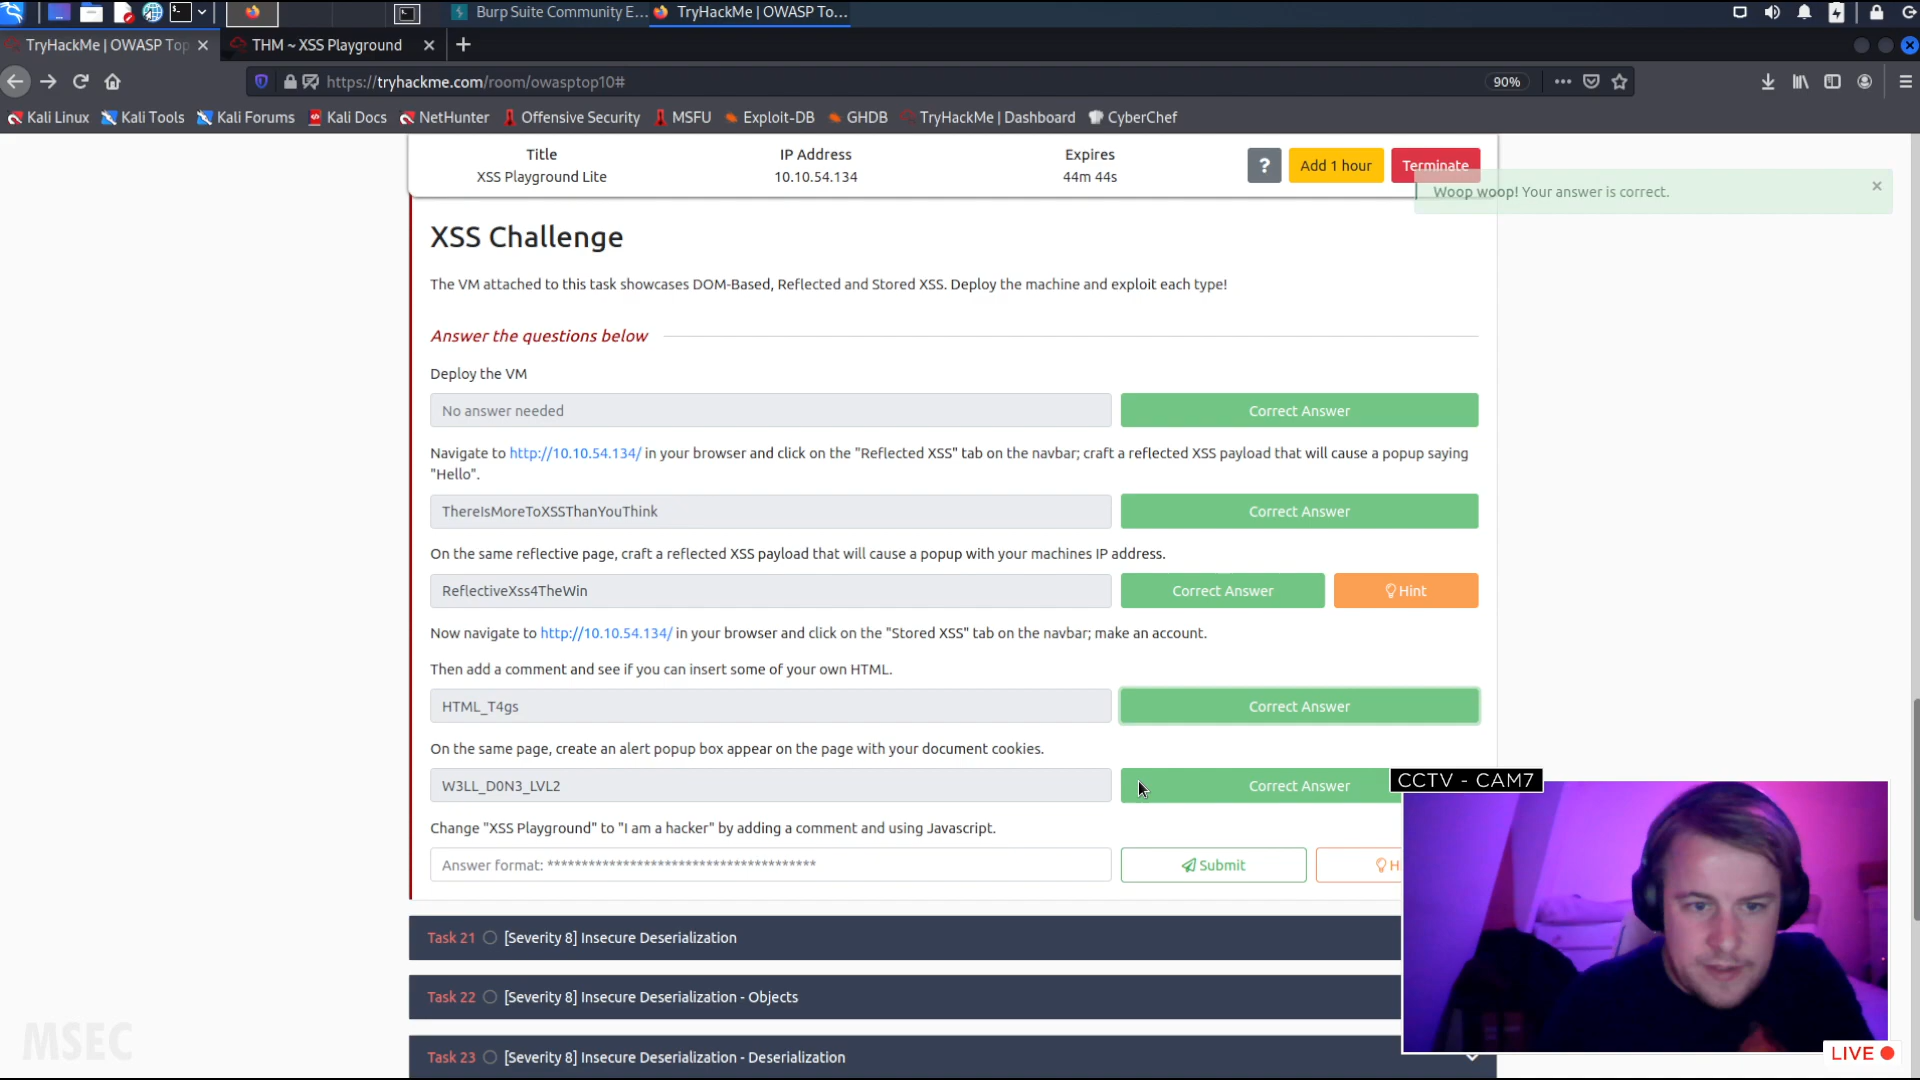 Burp Suite Community E...
TryHackMe | OWASP To...
TryHackMe | OWASP Top
THM ~ XSS Playground
https://tryhackme.com/room/owasptop10#
90%
Kali Linux
Kali Tools
Kali Forums
Kali Docs
NetHunter
Offensive Security
MSFU
Exploit-DB
GHDB
TryHackMe | Dashboard
CyberChef
Title
IP Address
Expires
XSS Playground Lite
10.10.54.134
44m 44s
?
Add 1 hour
Terminate
Woop woop! Your answer is correct.
XSS Challenge
The VM attached to this task showcases DOM-Based, Reflected and Stored XSS. Deploy the machine and exploit each type!
Answer the questions below
Deploy the VM
No answer needed
Correct Answer
Navigate to http://10.10.54.134/ in your browser and click on the "Reflected XSS" tab on the navbar; craft a reflected XSS payload that will cause a popup saying
"Hello".
ThereIsMoreToXSSThanYouThink
Correct Answer
On the same reflective page, craft a reflected XSS payload that will cause a popup with your machines IP address.
ReflectiveXss4TheWin
Correct Answer
Hint
Now navigate to http://10.10.54.134/ in your browser and click on the "Stored XSS" tab on the navbar; make an account.
Then add a comment and see if you can insert some of your own HTML.
HTML_T4gs
Correct Answer
On the same page, create an alert popup box appear on the page with your document cookies.
W3LL_D0N3_LVL2
Correct Answer
CCTV - CAM7
Change "XSS Playground" to "I am a hacker" by adding a comment and using Javascript.
Answer format: ***************************************
Submit
H
Task 21
[Severity 8] Insecure Deserialization
Task 22
[Severity 8] Insecure Deserialization - Objects
Task 23
[Severity 8] Insecure Deserialization - Deserialization
MSEC
LIVE